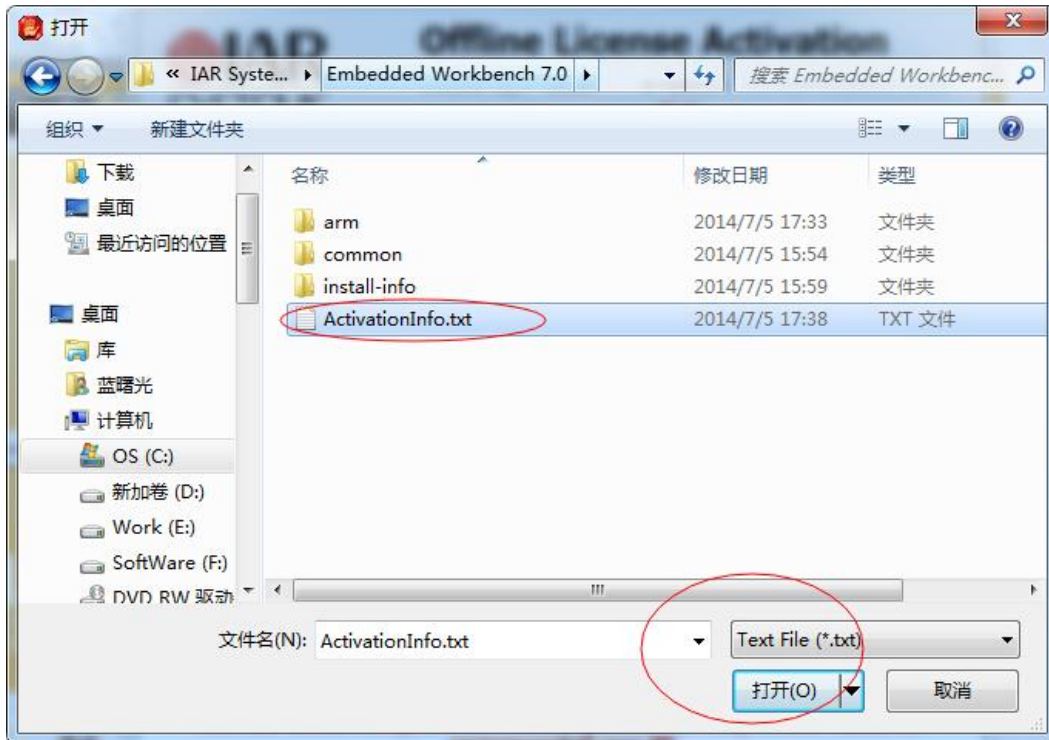 打开
IAR
Offline License Activation
« IAR Syste... ▸ Embedded Workbench 7.0 ▸
搜索 Embedded Workbenc...
组织 新建文件夹
下载
桌面
最近访问的位置
桌面
库
蓝曙光
计算机
OS (C:)
新加卷 (D:)
Work (E:)
SoftWare (F:)
DVD RW 驱动
名称 修改日期 类型
arm 2014/7/5 17:33 文件夹
common 2014/7/5 15:54 文件夹
install-info 2014/7/5 15:59 文件夹
ActivationInfo.txt 2014/7/5 17:38 TXT 文件
文件名(N): ActivationInfo.txt Text File (*.txt)
打开(O) 取消